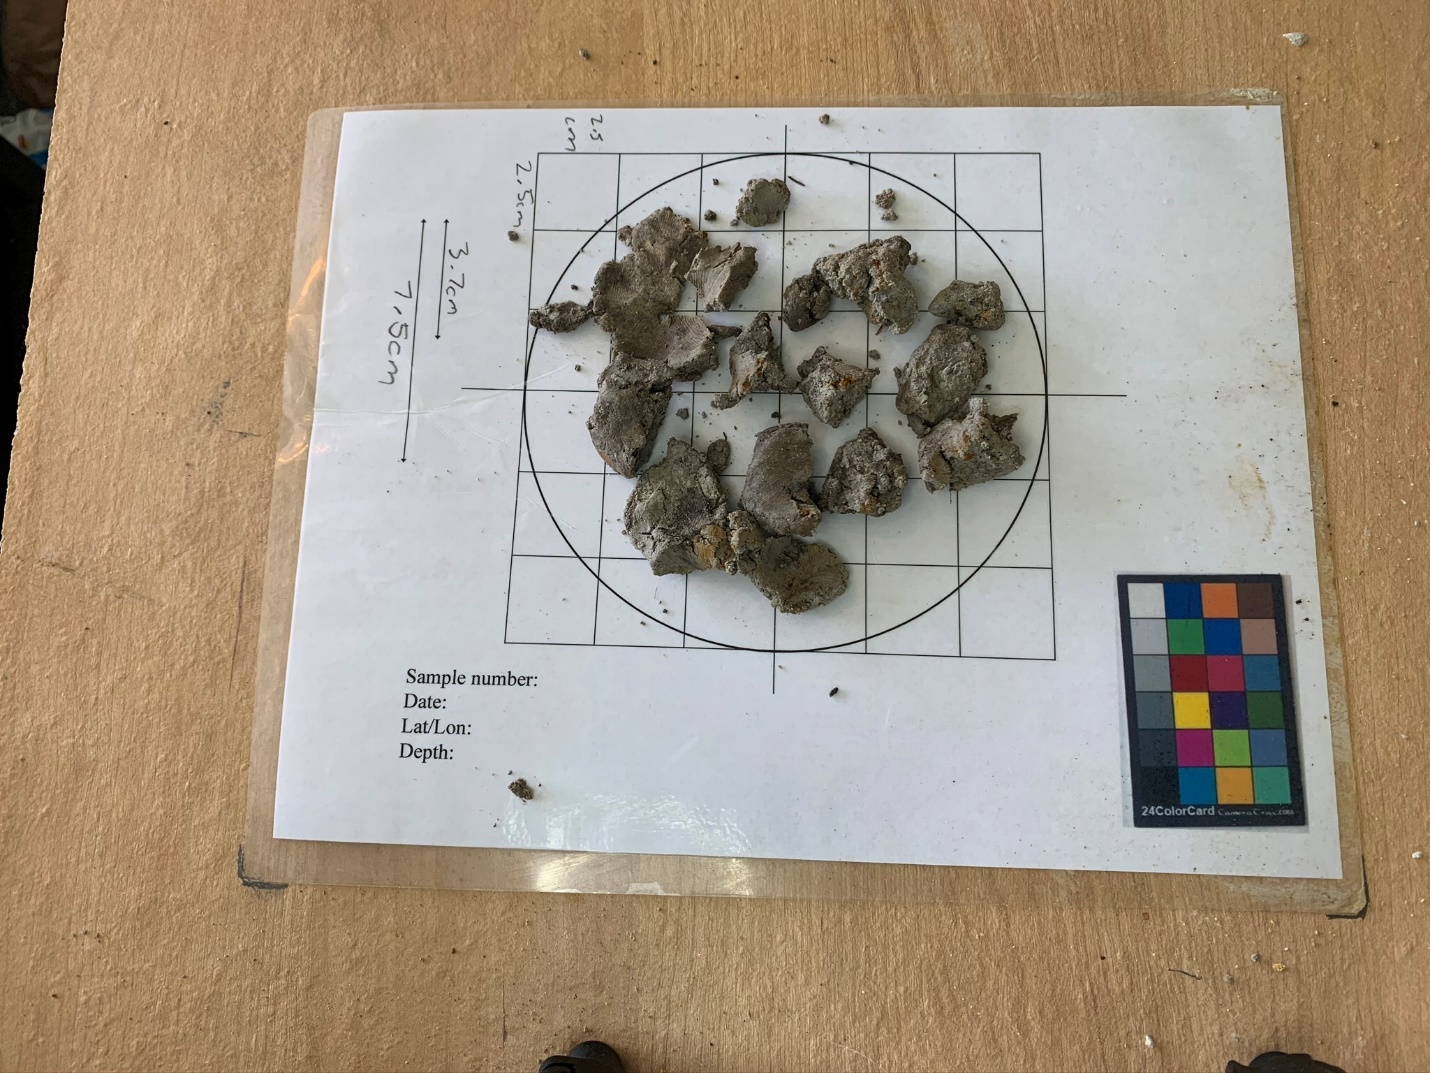 2.5
cm
2.5cm
3.7cm
7.5cm
Sample number:
Date:
Lat/Lon:
Depth:
24ColorCard